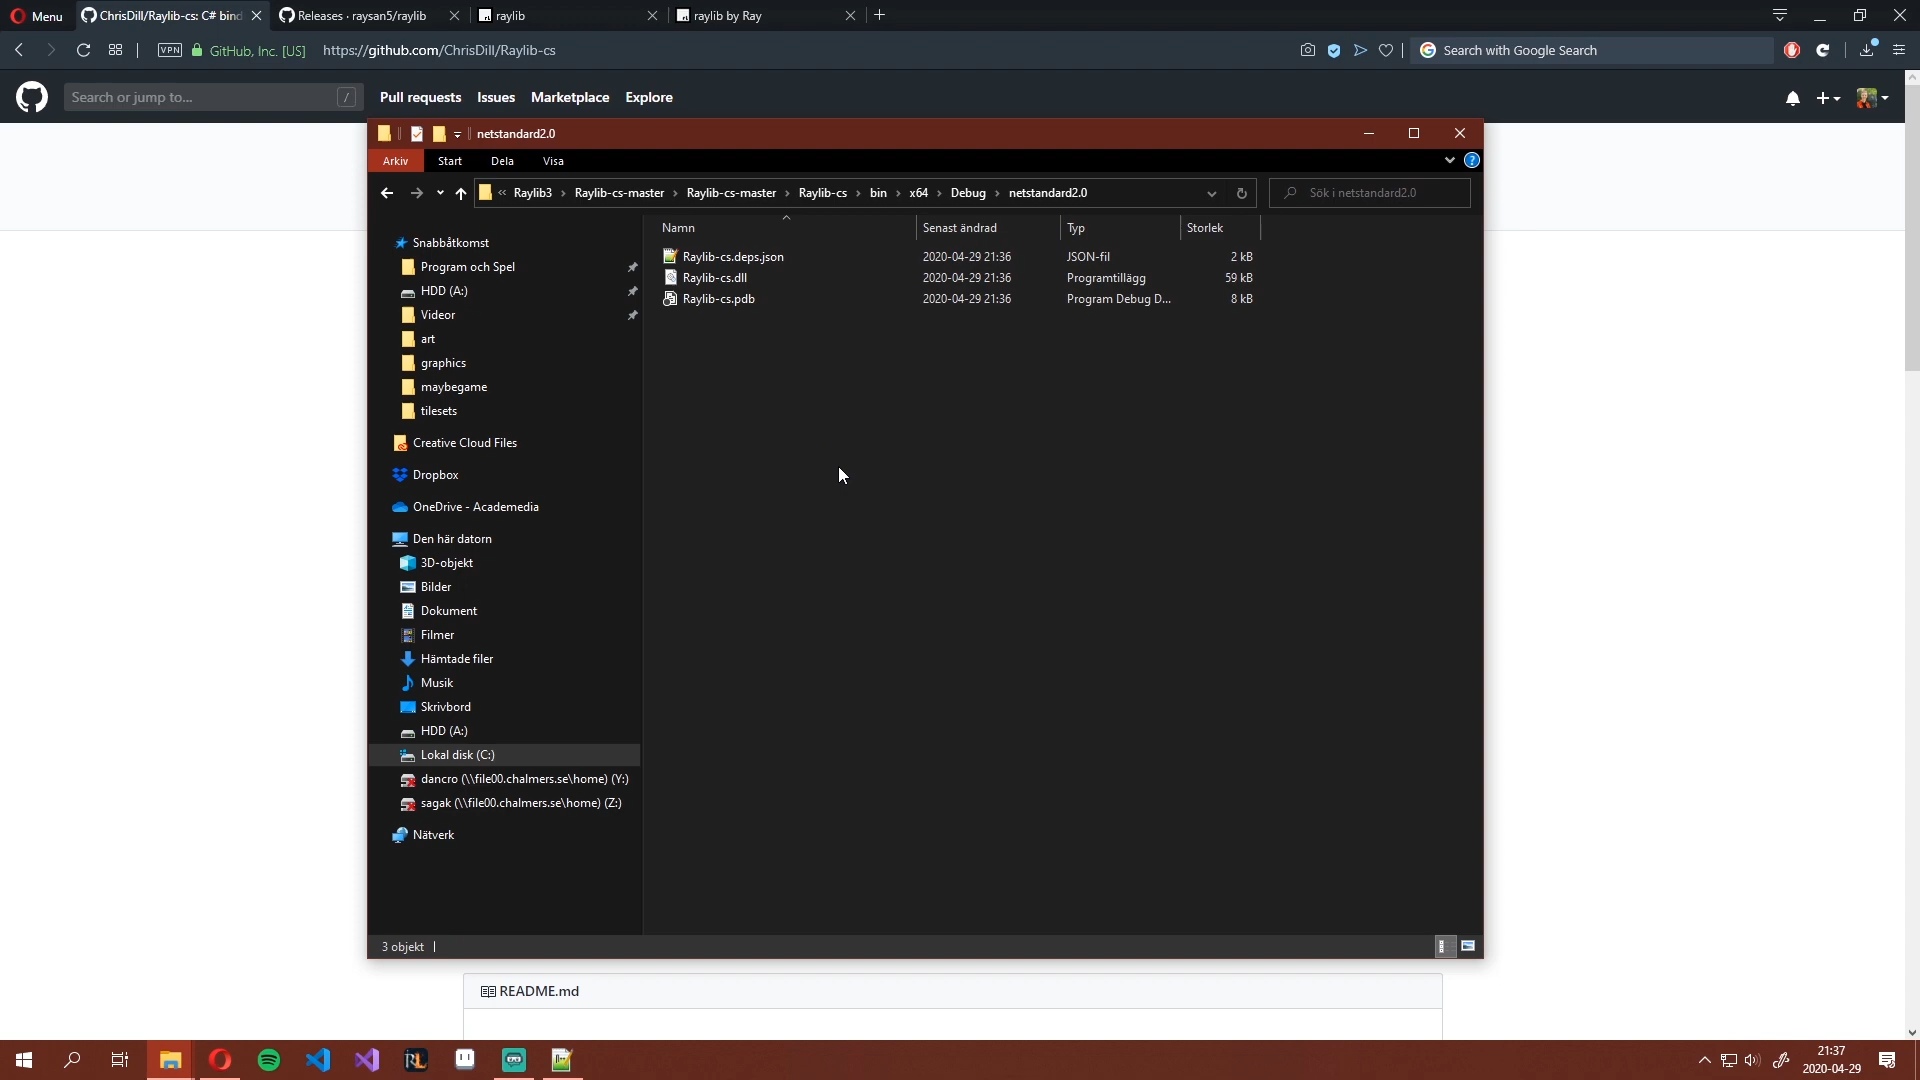 Menu
ChrisDill/Raylib-cs: C# bind
Releases · raysan5/raylib
raylib
raylib by Ray
VPN
GitHub, Inc. [US]
https://github.com/ChrisDill/Raylib-cs
Search with Google Search
Search or jump to...
/
Pull requests
Issues
Marketplace
Explore
netstandard2.0
Arkiv
Start
Dela
Visa
« Raylib3 › Raylib-cs-master › Raylib-cs-master › Raylib-cs › bin › x64 › Debug › netstandard2.0
Sök i netstandard2.0
Namn
Senast ändrad
Typ
Storlek
Raylib-cs.deps.json 2020-04-29 21:36 JSON-fil 2 kB
Raylib-cs.dll 2020-04-29 21:36 Programtillägg 59 kB
Raylib-cs.pdb 2020-04-29 21:36 Program Debug D... 8 kB
Snabbåtkomst
Program och Spel
HDD (A:)
Videor
art
graphics
maybegame
tilesets
Creative Cloud Files
Dropbox
OneDrive - Academedia
Den här datorn
3D-objekt
Bilder
Dokument
Filmer
Hämtade filer
Musik
Skrivbord
HDD (A:)
Lokal disk (C:)
dancro (\\file00.chalmers.se\home) (Y:)
sagak (\\file00.chalmers.se\home) (Z:)
Nätverk
3 objekt
README.md
RL
21:37
2020-04-29